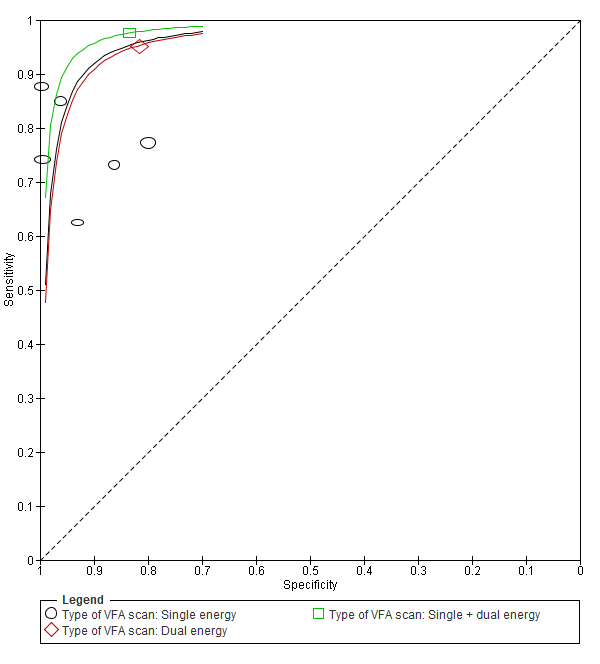 1
0.9
0.8
0.7
0.6
0.5
0.4
0.3
0.2
0.1
0
Sensitivity
1 0.9 0.8 0.7 0.6 0.5 0.4 0.3 0.2 0.1 0
Specificity
Legend
Type of VFA scan: Single energy Type of VFA scan: Single + dual energy
Type of VFA scan: Dual energy